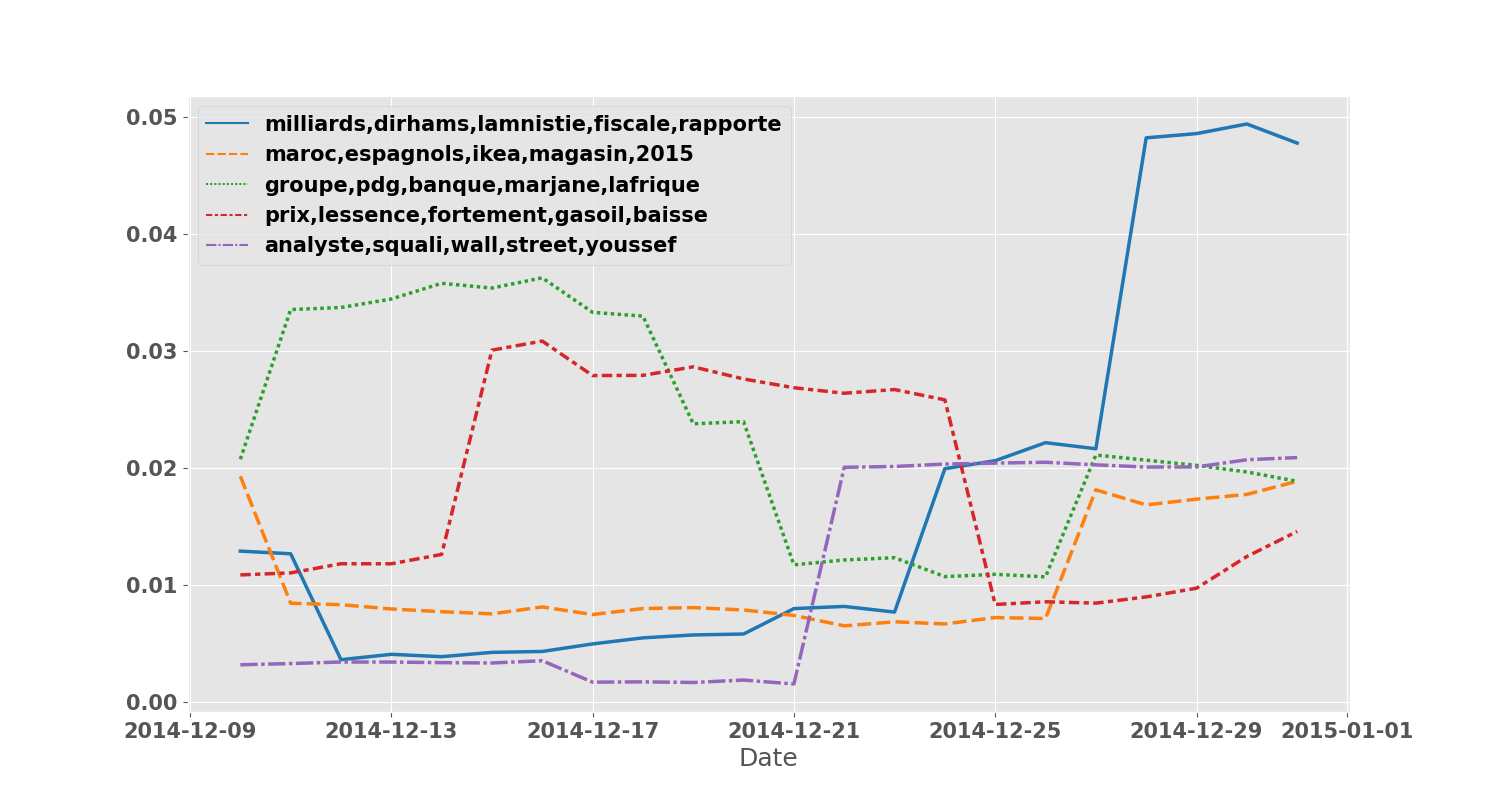 0.05
0.04
0.03
0.02
0.01
0.00
milliards,dirhams,lamnistie,fiscale,rapporte
maroc,espagnols,ikea,magasin,2015
groupe,pdg,banque,marjane,lafrique
prix,lessence,fortement,gasoil,baisse
analyste,squali,wall,street,youssef
2014-12-09 2014-12-13 2014-12-17 2014-12-21 2014-12-25 2014-12-29 2015-01-01
Date